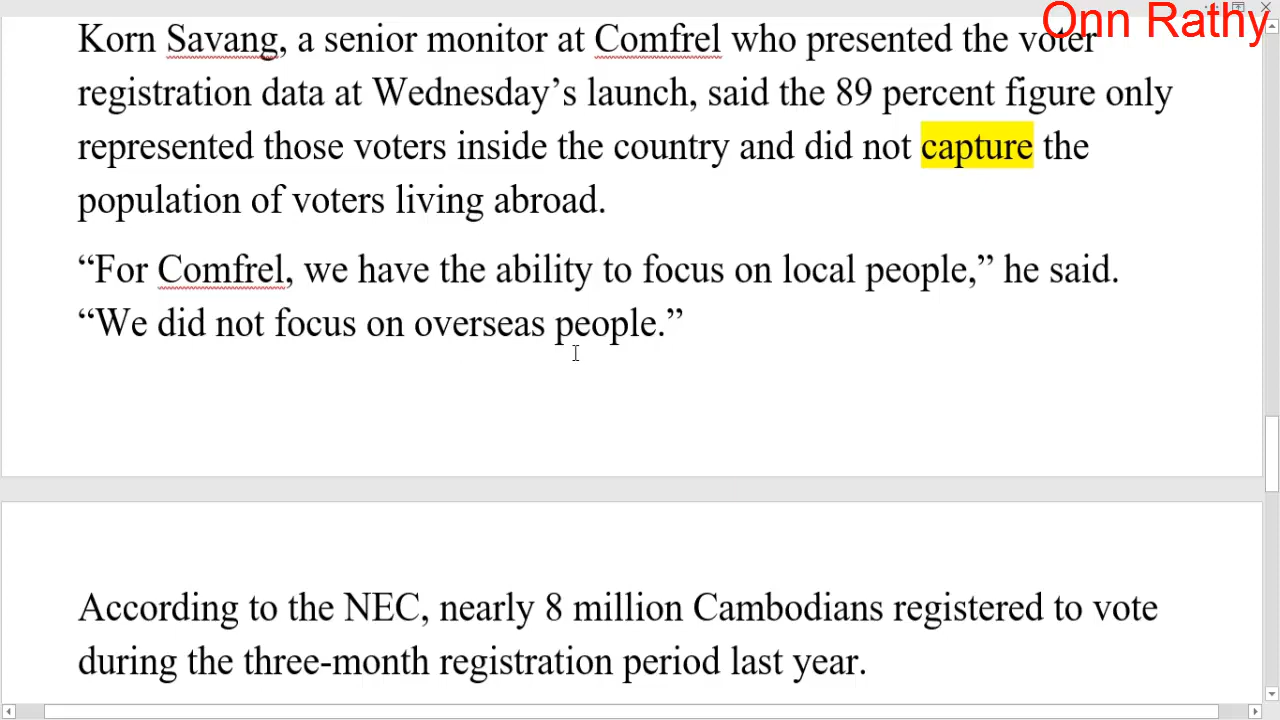 Onn Rathy
Korn Savang, a senior monitor at Comfrel who presented the voter
registration data at Wednesday’s launch, said the 89 percent figure only
represented those voters inside the country and did not capture the
population of voters living abroad.
“For Comfrel, we have the ability to focus on local people,” he said.
“We did not focus on overseas people.”
According to the NEC, nearly 8 million Cambodians registered to vote
during the three-month registration period last year.